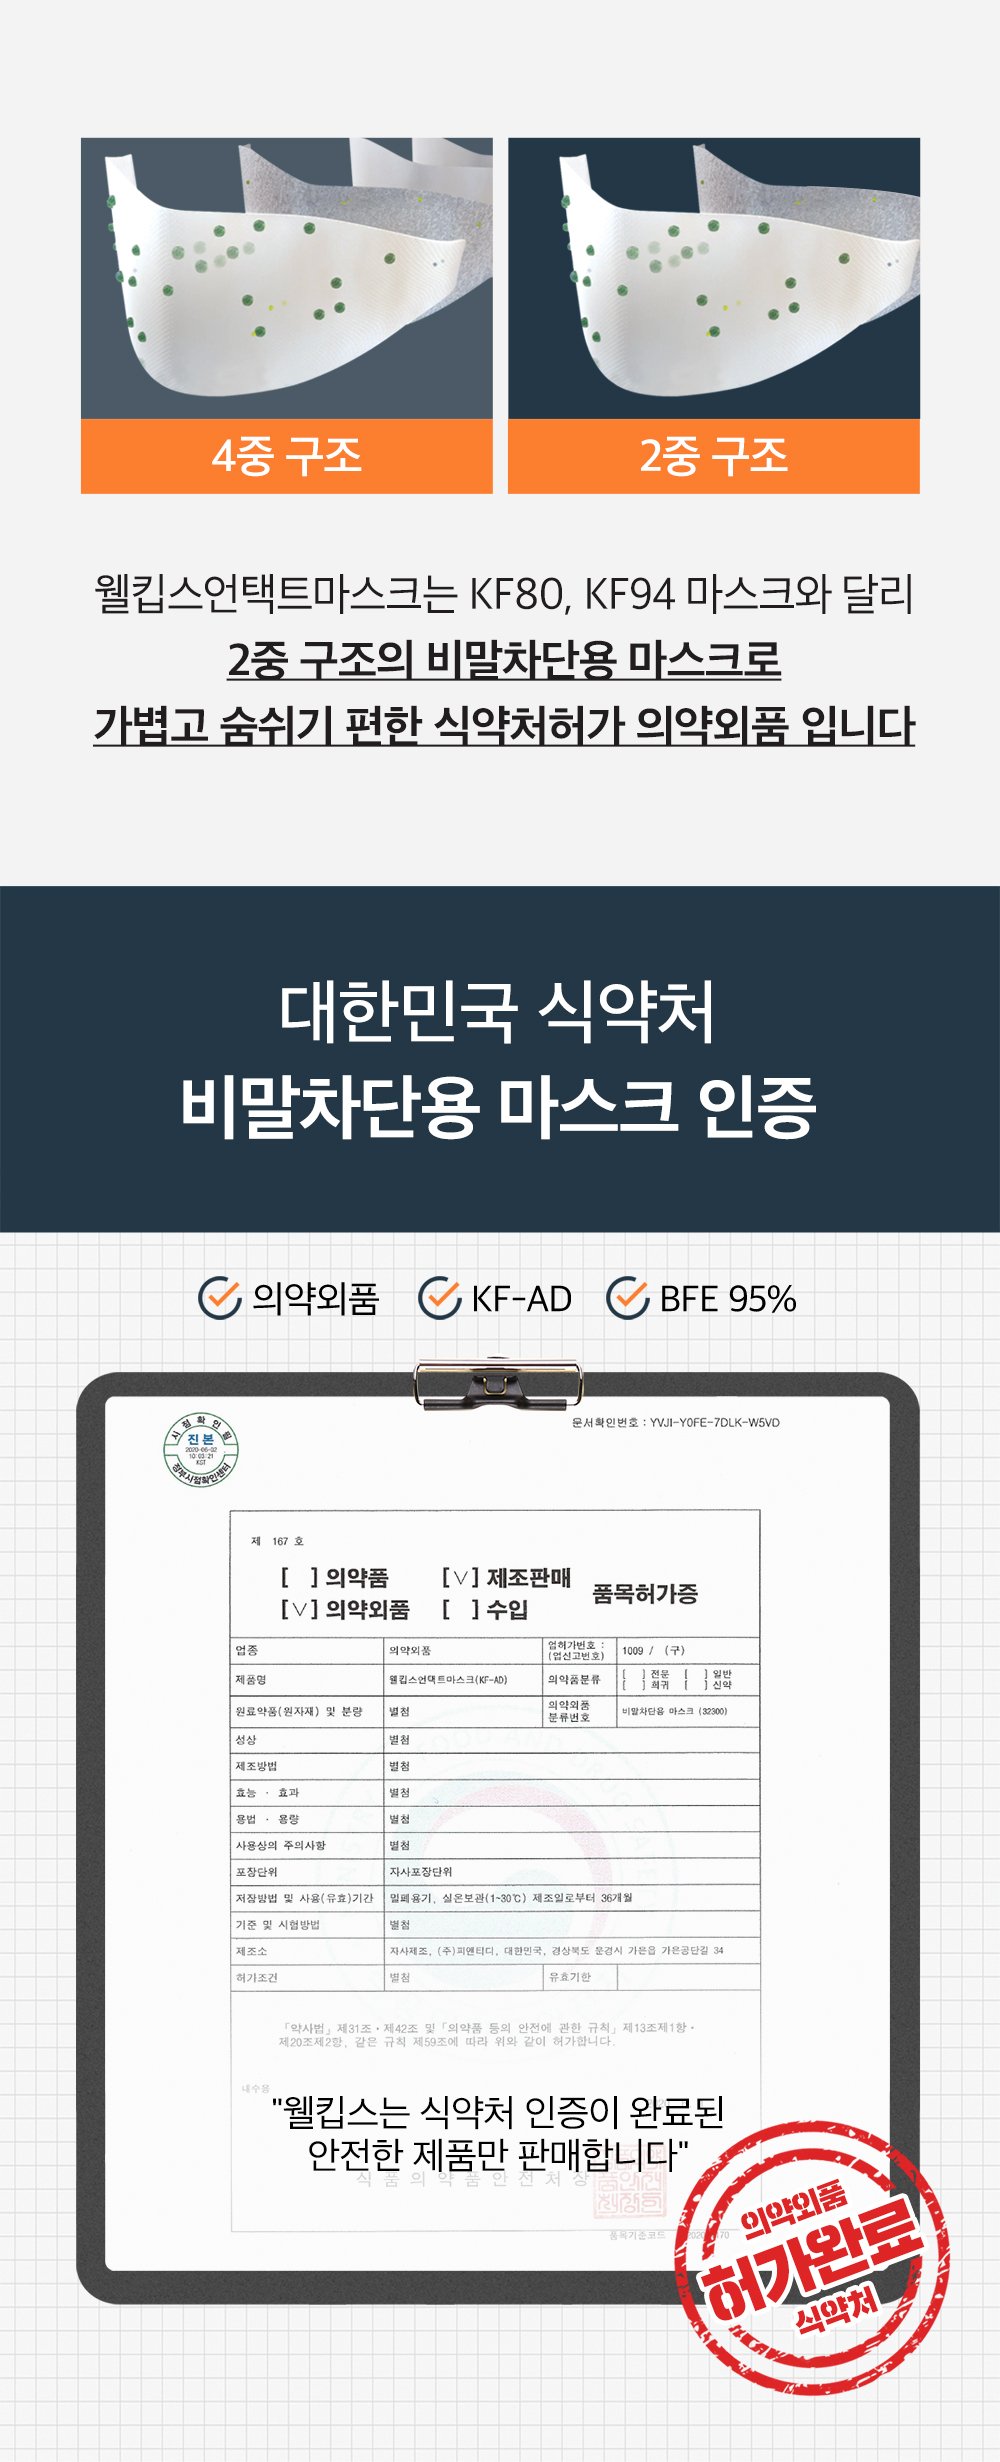 4중 구조
2중 구조
웰킵스언택트마스크는 KF80, KF94 마스크와 달리
2중 구조의 비말차단용 마스크로
가볍고 숨쉬기 편한 식약처허가 의약외품 입니다
대한민국 식약처
비말차단용 마스크 인증
의약외품 KF-AD BFE 95%
시점확인필
진본
2020-06-02
10:03:21
KST
정부시점확인센터
문서확인번호 : YVJI-Y0FE-7DLK-W5VD
제 167 호
[ ] 의약품 [∨] 제조판매
품목허가증
[∨] 의약외품 [ ] 수입
업종 의약외품 업허가번호 : (업신고번호) 1009 / (구)
제품명 웰킵스언택트마스크(KF-AD) 의약품분류 [ ] 전문 [ ] 일반
[ ] 희귀 [ ] 신약
원료약품(원자재) 및 분량 별첨 의약외품 분류번호 비말차단용 마스크 (32300)
성상 별첨
제조방법 별첨
효능 · 효과 별첨
용법 · 용량 별첨
사용상의 주의사항 별첨
포장단위 자사포장단위
저장방법 및 사용(유효)기간 밀폐용기, 실온보관(1~30℃) 제조일로부터 36개월
기준 및 시험방법 별첨
제조소 자사제조, (주)피앤티디, 대한민국, 경상북도 문경시 가은읍 가은공단길 34
허가조건 별첨 유효기한
「약사법」제31조·제42조 및「의약품 등의 안전에 관한 규칙」제13조제1항·
제20조제2항, 같은 규칙 제59조에 따라 위와 같이 허가합니다.
내수용
"웰킵스는 식약처 인증이 완료된
안전한 제품만 판매합니다"
식품의약품안전처장
품목기준코드
의약외품
허가완료
식약처